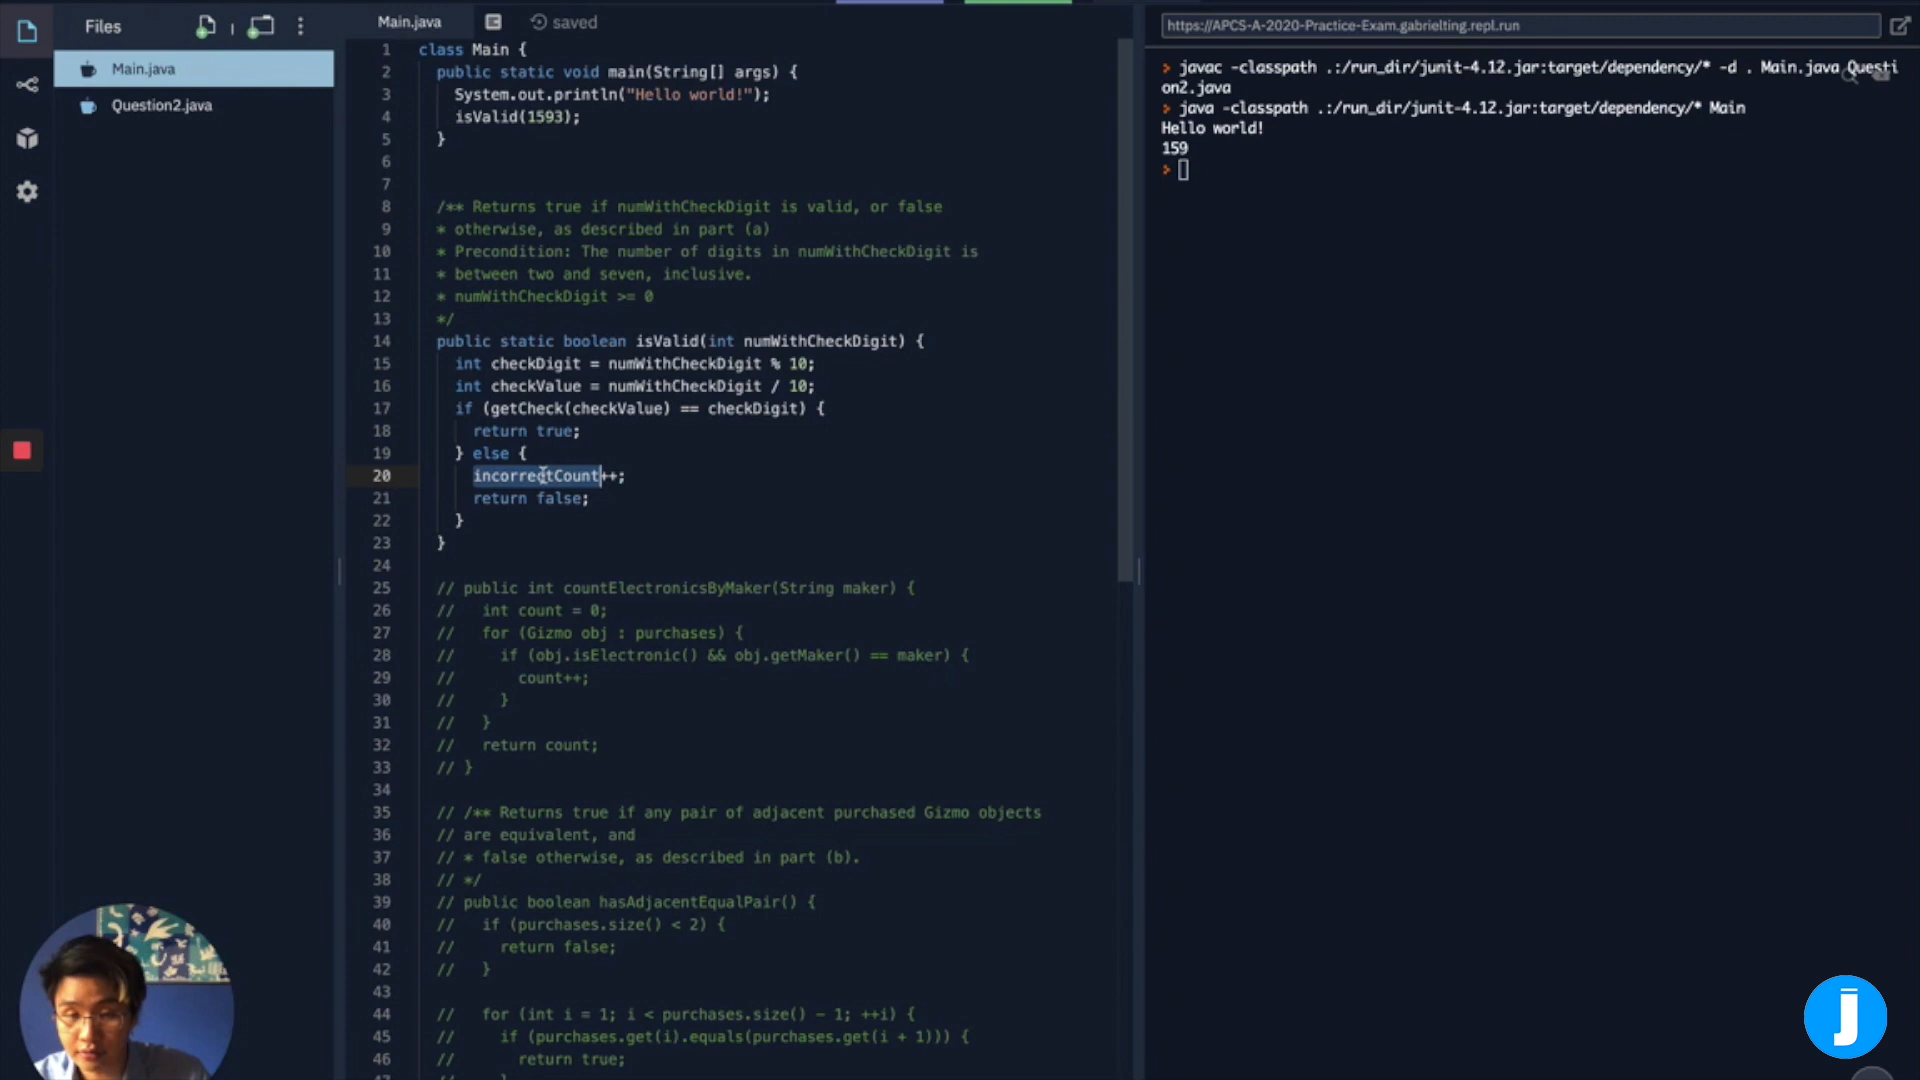 Files
Main.java
Question2.java
Main.java
saved
1 class Main {
2 public static void main(String[] args) {
3 System.out.println("Hello world!");
4 isValid(1593);
5 }
6
7
8 /** Returns true if numWithCheckDigit is valid, or false
9 * otherwise, as described in part (a)
10 * Precondition: The number of digits in numWithCheckDigit is
11 * between two and seven, inclusive.
12 * numWithCheckDigit >= 0
13 */
14 public static boolean isValid(int numWithCheckDigit) {
15 int checkDigit = numWithCheckDigit % 10;
16 int checkValue = numWithCheckDigit / 10;
17 if (getCheck(checkValue) == checkDigit) {
18 return true;
19 } else {
20 incorrectCount++;
21 return false;
22 }
23 }
24
25 // public int countElectronicsByMaker(String maker) {
26 // int count = 0;
27 // for (Gizmo obj : purchases) {
28 // if (obj.isElectronic() && obj.getMaker() == maker) {
29 // count++;
30 // }
31 // }
32 // return count;
33 // }
34
35 // /** Returns true if any pair of adjacent purchased Gizmo objects
36 // are equivalent, and
37 // * false otherwise, as described in part (b).
38 // */
39 // public boolean hasAdjacentEqualPair() {
40 // if (purchases.size() < 2) {
41 // return false;
42 // }
43
44 // for (int i = 1; i < purchases.size() - 1; ++i) {
45 // if (purchases.get(i).equals(purchases.get(i + 1))) {
46 // return true;
https://APCS-A-2020-Practice-Exam.gabrielting.repl.run
> javac -classpath .:/run_dir/junit-4.12.jar:target/dependency/* -d . Main.java Questi
on2.java
> java -classpath .:/run_dir/junit-4.12.jar:target/dependency/* Main
Hello world!
159
>
J